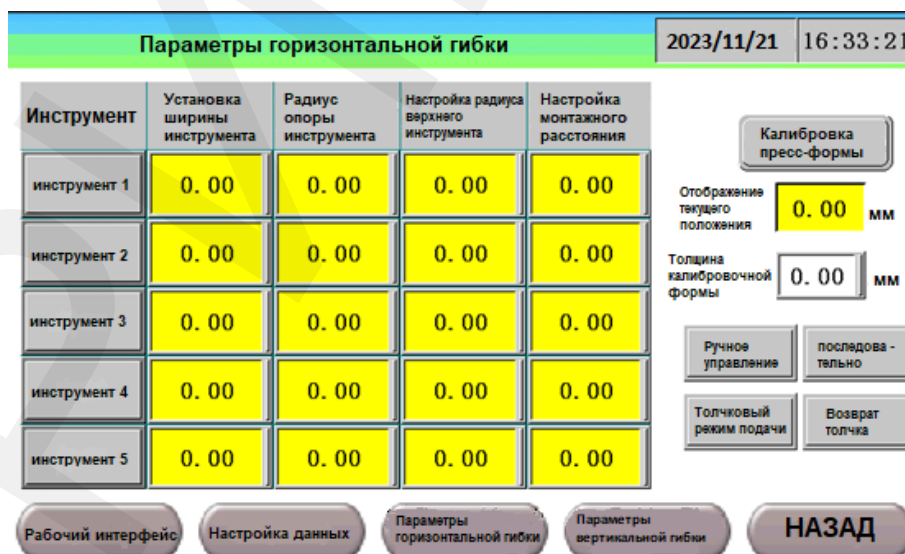 Параметры горизонтальной гибки
2023/11/21 16:33:21
Инструмент
Установка
ширины
инструмента
Радиус
опоры
инструмента
Настройка радиуса
верхнего
инструмента
Настройка
монтажного
расстояния
инструмент 1 0.00 0.00 0.00 0.00
инструмент 2 0.00 0.00 0.00 0.00
инструмент 3 0.00 0.00 0.00 0.00
инструмент 4 0.00 0.00 0.00 0.00
инструмент 5 0.00 0.00 0.00 0.00
Калибровка
пресс-формы
Отображение
текущего
положения
0.00 мм
Толщина
калибровочной
формы
0.00 мм
Ручное
управление
последова -
тельно
Толчковый
режим подачи
Возврат
толчка
Рабочий интерфейс
Настройка данных
Параметры
горизонтальной гибки
Параметры
вертикальной гибки
НАЗАД